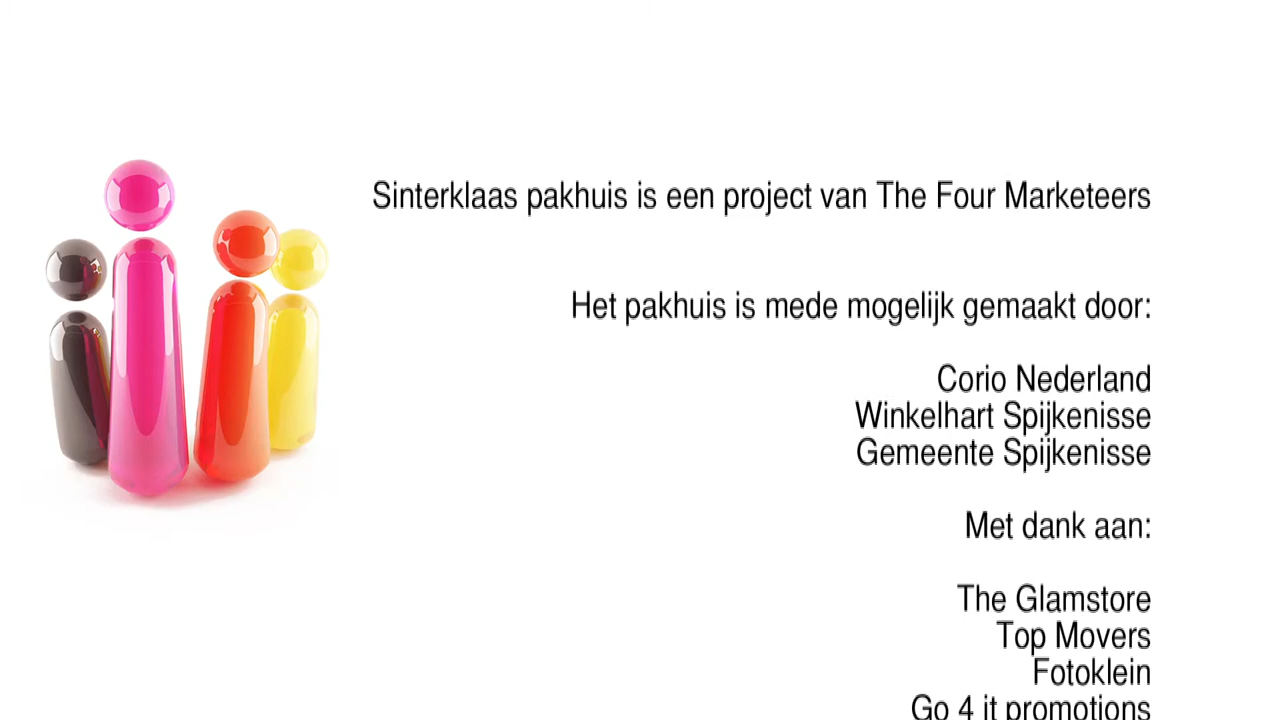 Sinterklaas pakhuis is een project van The Four Marketeers
Het pakhuis is mede mogelijk gemaakt door:
Corio Nederland
Winkelhart Spijkenisse
Gemeente Spijkenisse
Met dank aan:
The Glamstore
Top Movers
Fotoklein
Go 4 it promotions